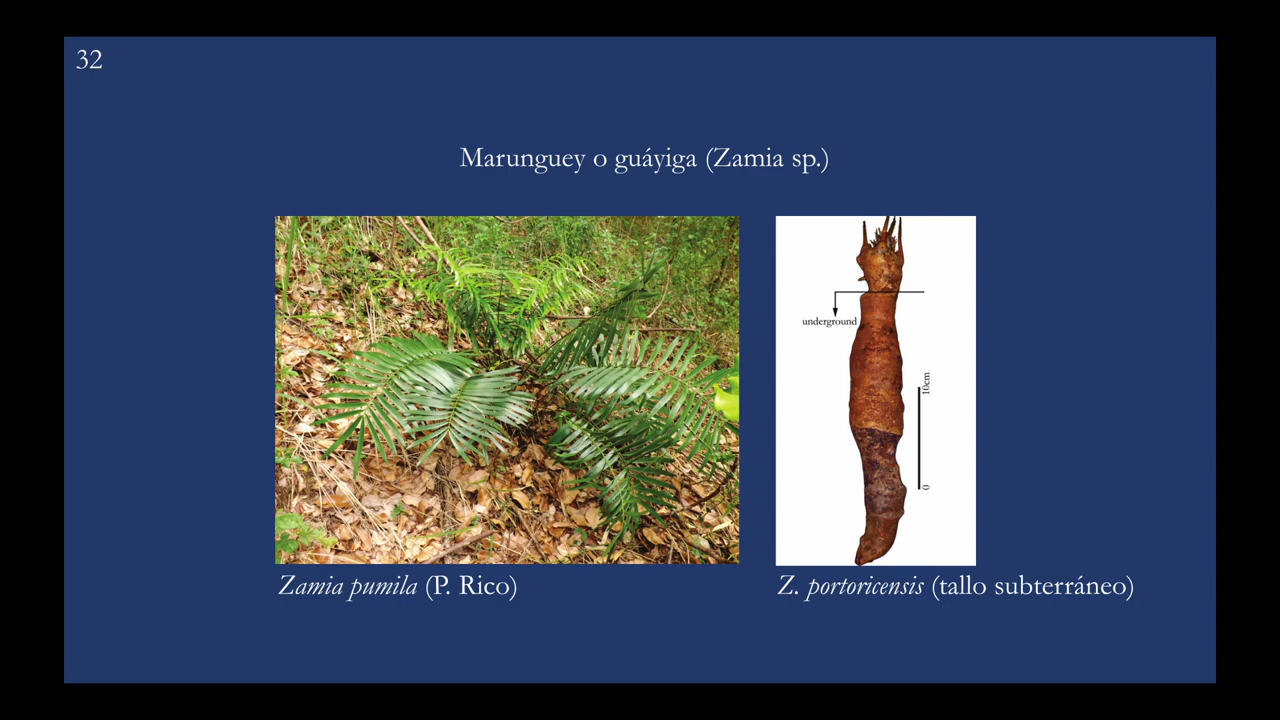 32
Marunguey o guáyiga (Zamia sp.)
underground
10cm
0
Zamia pumila (P. Rico)
Z. portoricensis (tallo subterráneo)